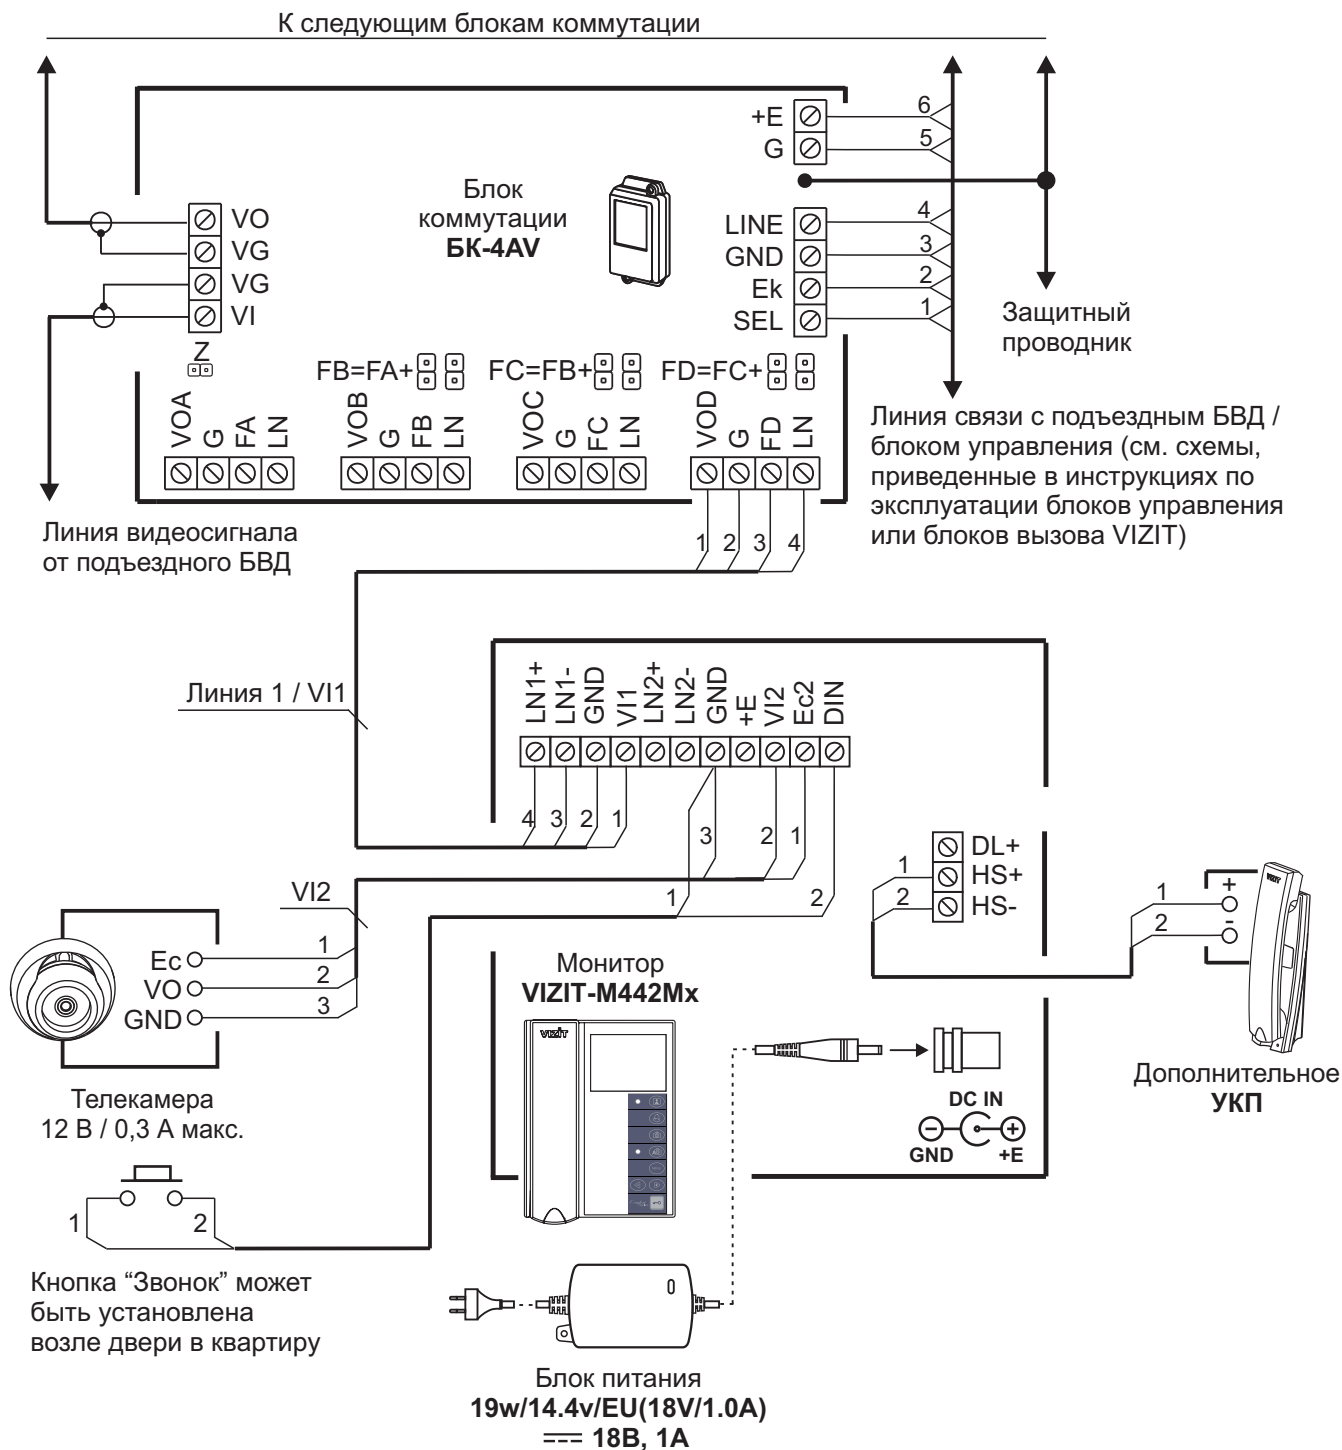 К следующим блокам коммутации
+E
G
6
5
Блок
коммутации
БК-4AV
VO
VG
VG
VI
Z
LINE
GND
Ek
SEL
4
3
2
1
Защитный
проводник
FB=FA+
FC=FB+
FD=FC+
VOA
G
FA
LN
VOB
G
FB
LN
VOC
G
FC
LN
VOD
G
FD
LN
Линия связи с подъездным БВД /
блоком управления (см. схемы,
приведенные в инструкциях по
эксплуатации блоков управления
или блоков вызова VIZIT)
Линия видеосигнала
от подъездного БВД
1 2 3 4
Линия 1 / VI1
LN1+
LN1-
GND
VI1
LN2+
LN2-
GND
+E
VI2
Ec2
DIN
4 3 2 1
3 2 1
1 2
VI2
DL+
HS+
HS-
1
2
1
2
+
-
VIZIT
Ec
VO
GND
1
2
3
Монитор
VIZIT-M442Mx
VIZIT
Телекамера
12 В / 0,3 А макс.
DC IN
GND
+E
Дополнительное
УКП
1 2
Кнопка “Звонок” может
быть установлена
возле двери в квартиру
Блок питания
19w/14.4v/EU(18V/1.0A)
18В, 1А